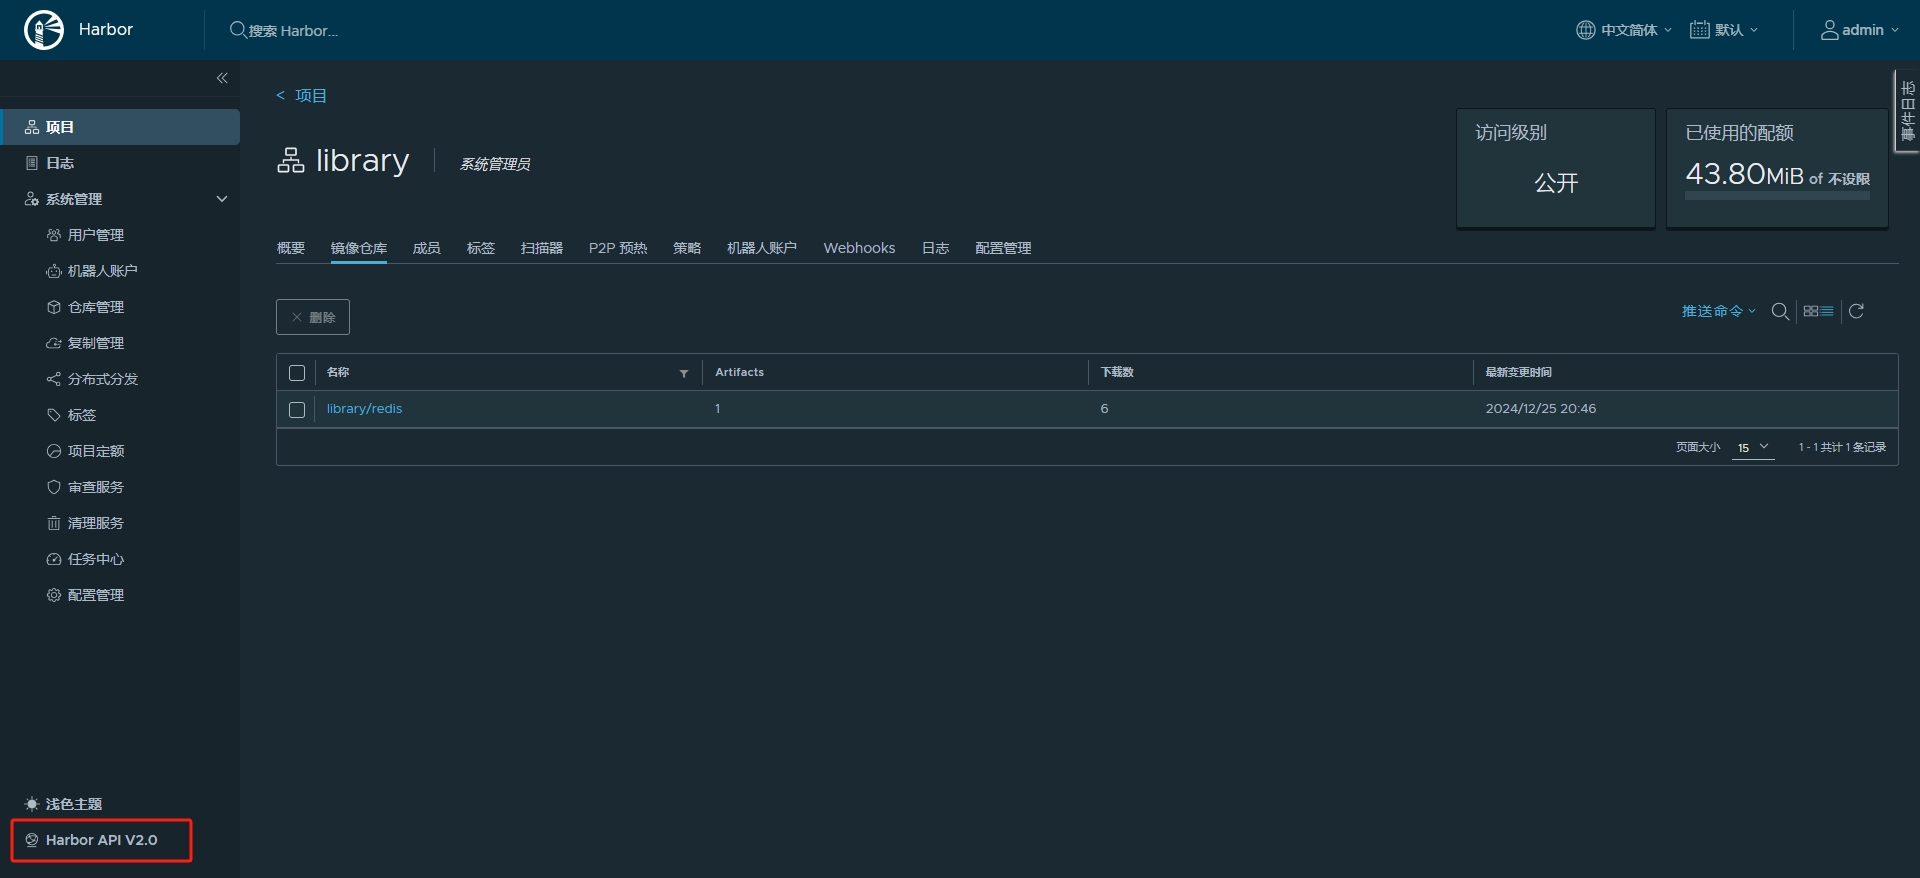 Harbor
搜索 Harbor...
中文简体
默认
admin
项目
日志
系统管理
用户管理
机器人账户
仓库管理
复制管理
分布式分发
标签
项目定额
审查服务
清理服务
任务中心
配置管理
浅色主题
Harbor API V2.0
< 项目
library
系统管理员
访问级别
公开
已使用的配额
43.80MiB of 不设限
事件日志
概要 镜像仓库 成员 标签 扫描器 P2P 预热 策略 机器人账户 Webhooks 日志 配置管理
删除
推送命令
名称 Artifacts 下载数 最新变更时间
library/redis 1 6 2024/12/25 20:46
页面大小 15 1 - 1 共计 1 条记录